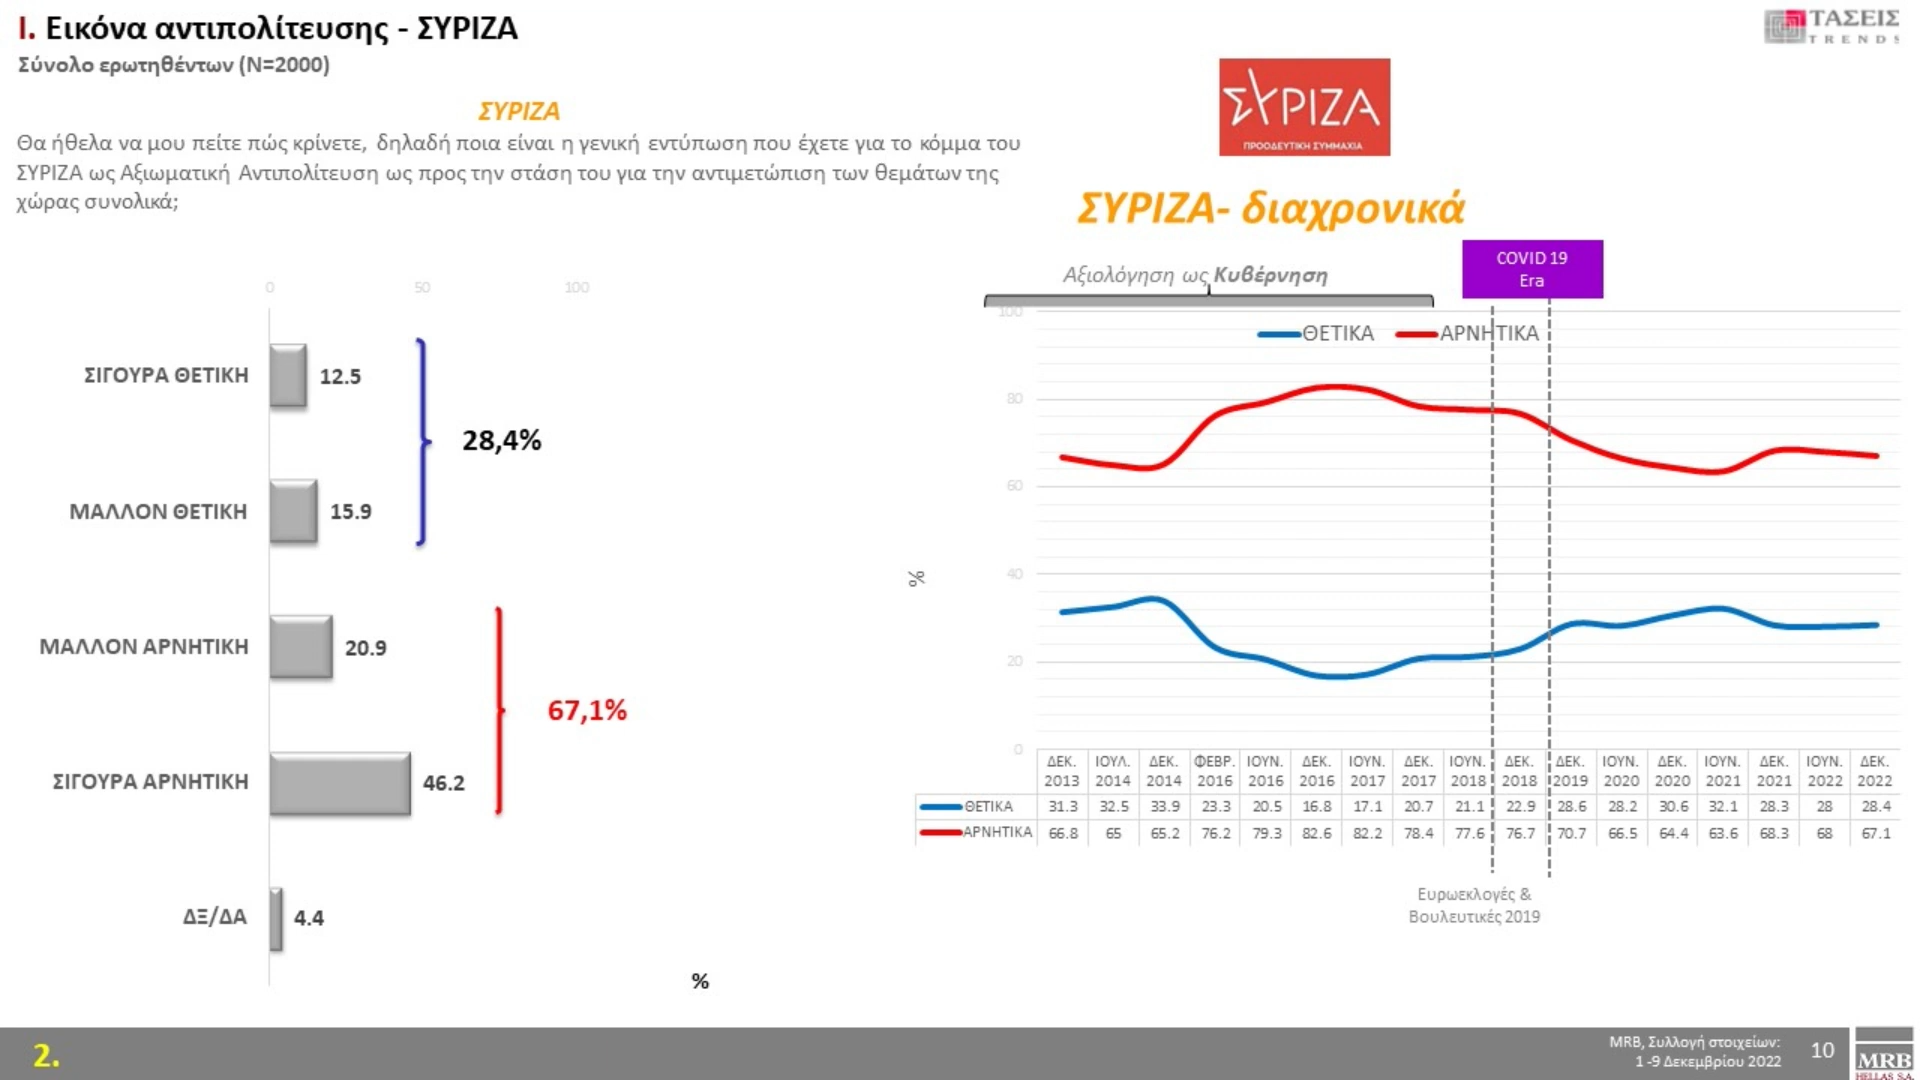 I. Εικόνα αντιπολίτευσης - ΣΥΡΙΖΑ
Σύνολο ερωτηθέντων (N=2000)
ΤΑΣΕΙΣ
TRENDS
ΣΥΡΙΖΑ
Θα ήθελα να μου πείτε πώς κρίνετε, δηλαδή ποια είναι η γενική εντύπωση που έχετε για το κόμμα του
ΣΥΡΙΖΑ ως Αξιωματική Αντιπολίτευση ως προς την στάση του για την αντιμετώπιση των θεμάτων της
χώρας συνολικά;
0 50 100
ΣΙΓΟΥΡΑ ΘΕΤΙΚΗ 12.5
28,4%
ΜΑΛΛΟΝ ΘΕΤΙΚΗ 15.9
ΜΑΛΛΟΝ ΑΡΝΗΤΙΚΗ 20.9
67,1%
ΣΙΓΟΥΡΑ ΑΡΝΗΤΙΚΗ 46.2
ΔΞ/ΔΑ 4.4
%
ΣΥΡΙΖΑ
ΠΡΟΟΔΕΥΤΙΚΗ ΣΥΜΜΑΧΙΑ
ΣΥΡΙΖΑ- διαχρονικά
Αξιολόγηση ως Κυβέρνηση
COVID 19
Era
ΘΕΤΙΚΑ ΑΡΝΗΤΙΚΑ
100
80
60
40
20
0
%
ΔΕΚ. ΙΟΥΛ. ΔΕΚ. ΦΕΒΡ. ΙΟΥΝ. ΔΕΚ. ΙΟΥΝ. ΔΕΚ. ΙΟΥΝ. ΔΕΚ. ΔΕΚ. ΙΟΥΝ. ΔΕΚ. ΙΟΥΝ. ΔΕΚ. ΙΟΥΝ. ΔΕΚ.
2013 2014 2014 2016 2016 2016 2017 2017 2018 2018 2019 2020 2020 2021 2021 2022 2022
ΘΕΤΙΚΑ 31.3 32.5 33.9 23.3 20.5 16.8 17.1 20.7 21.1 22.9 28.6 28.2 30.6 32.1 28.3 28 28.4
ΑΡΝΗΤΙΚΑ 66.8 65 65.2 76.2 79.3 82.6 82.2 78.4 77.6 76.7 70.7 66.5 64.4 63.6 68.3 68 67.1
Ευρωεκλογές &
Βουλευτικές 2019
2.
MRB, Συλλογή στοιχείων:
1 -9 Δεκεμβρίου 2022
10
MRB
HELLAS S.A.